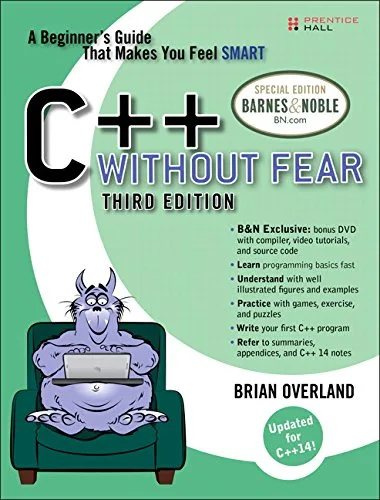 PRENTICE
HALL
A Beginner's Guide
That Makes You Feel SMART
SPECIAL EDITION
BARNES&NOBLE
BN.com
C++
WITHOUT FEAR
THIRD EDITION
• B&N Exclusive: bonus DVD
with compiler, video tutorials,
and source code
• Learn programming basics fast
• Understand with well
illustrated figures and examples
• Practice with games, exercise,
and puzzles
• Write your first C++ program
• Refer to summaries,
appendices, and C++ 14 notes
BRIAN OVERLAND
Updated
for
C++14!